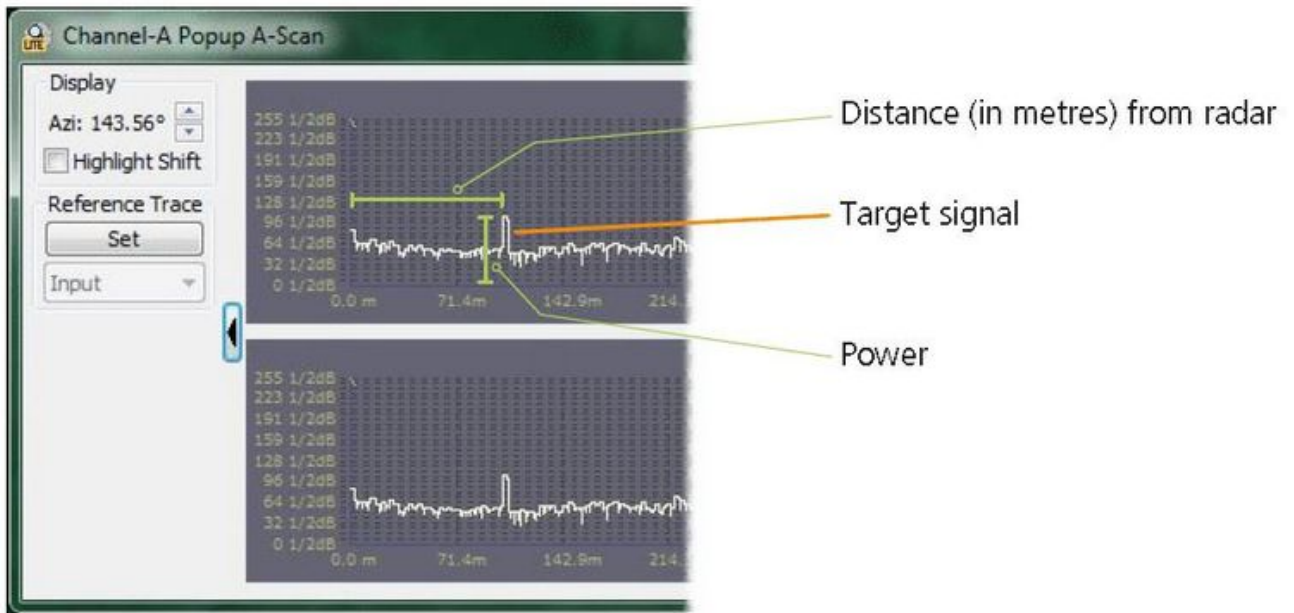 LITE
Channel-A Popup A-Scan
Display
Azi: 143.56°
Highlight Shift
Reference Trace
Set
Input
255 1/2dB
223 1/2dB
191 1/2dB
159 1/2dB
128 1/2dB
96 1/2dB
64 1/2dB
32 1/2dB
0 1/2dB
0.0 m 71.4m 142.9m 214.
Distance (in metres) from radar
Target signal
Power
255 1/2dB
223 1/2dB
191 1/2dB
159 1/2dB
128 1/2dB
96 1/2dB
64 1/2dB
32 1/2dB
0 1/2dB
0.0 m 71.4m 142.9m 214.